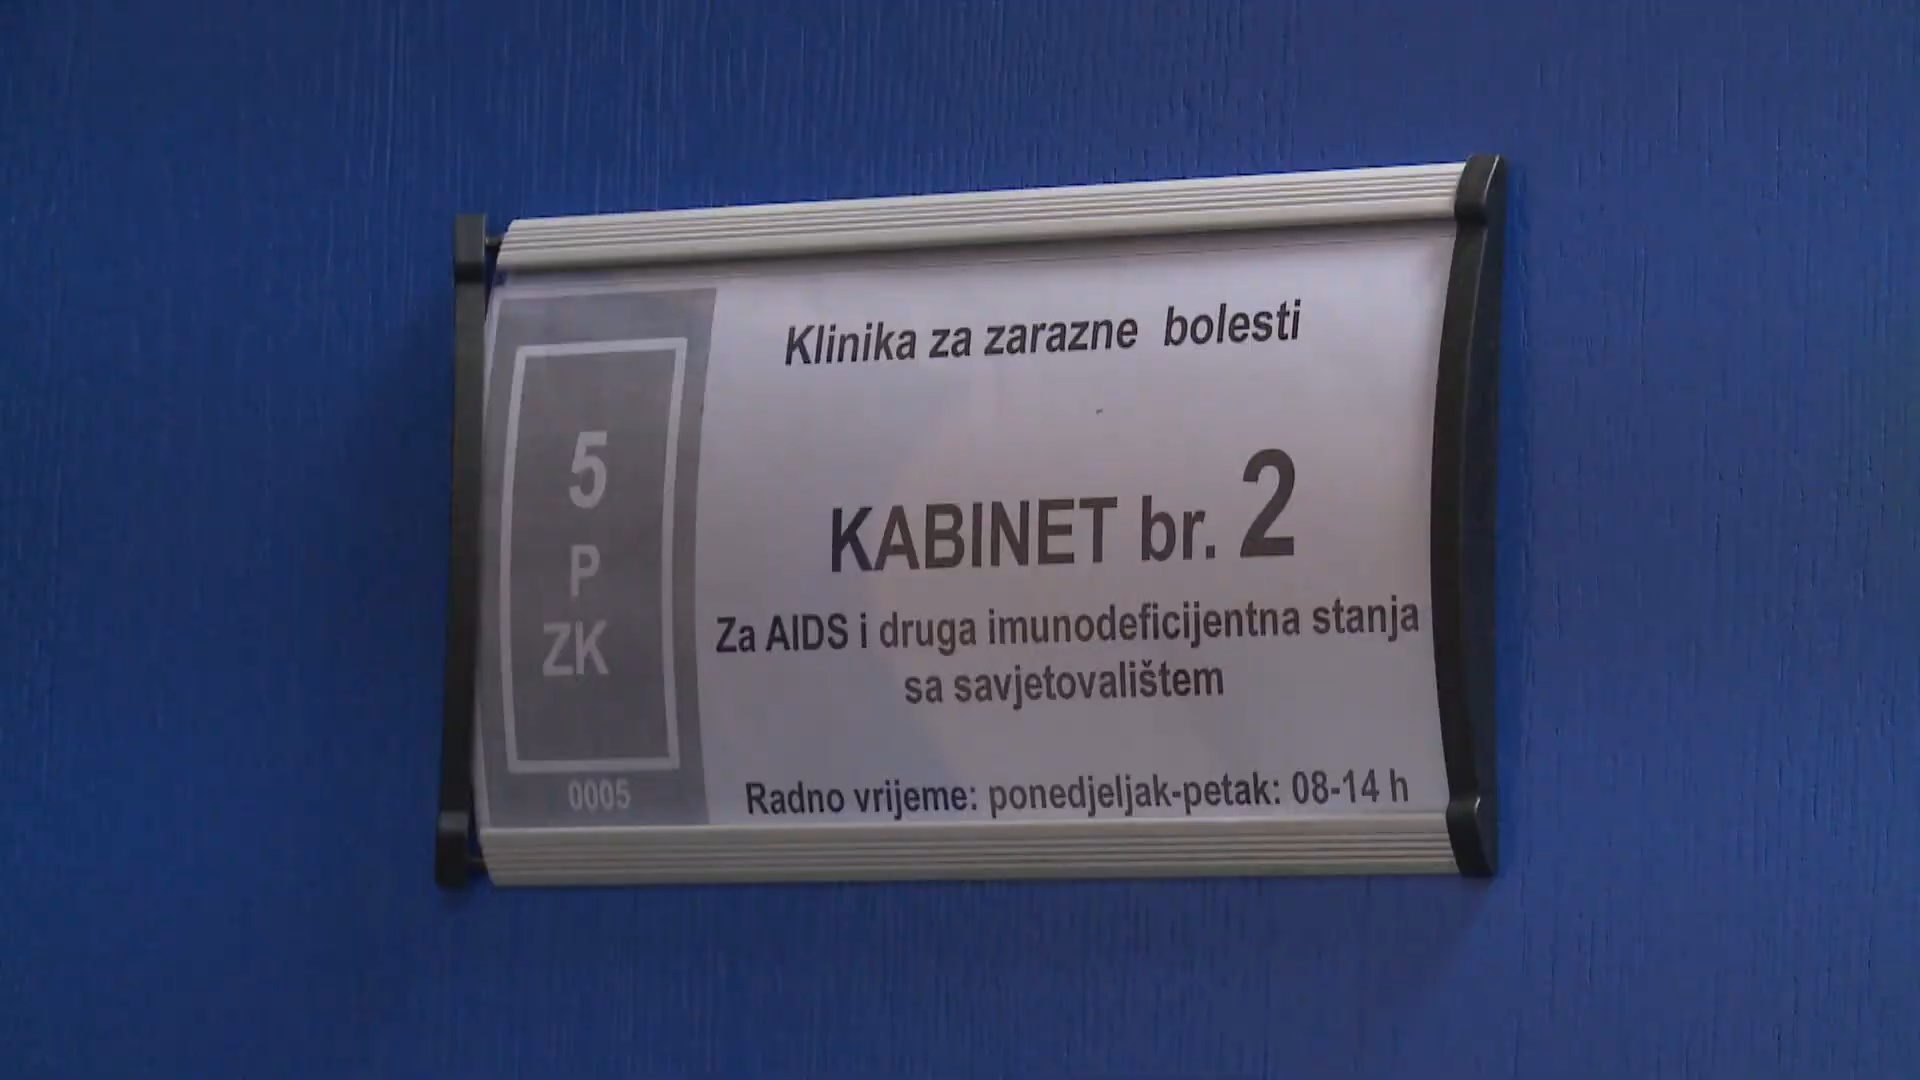 5
P
ZK
0005
Klinika za zarazne bolesti
KABINET br. 2
Za AIDS i druga imunodeficijentna stanja
sa savjetovalištem
Radno vrijeme: ponedjeljak-petak: 08-14 h